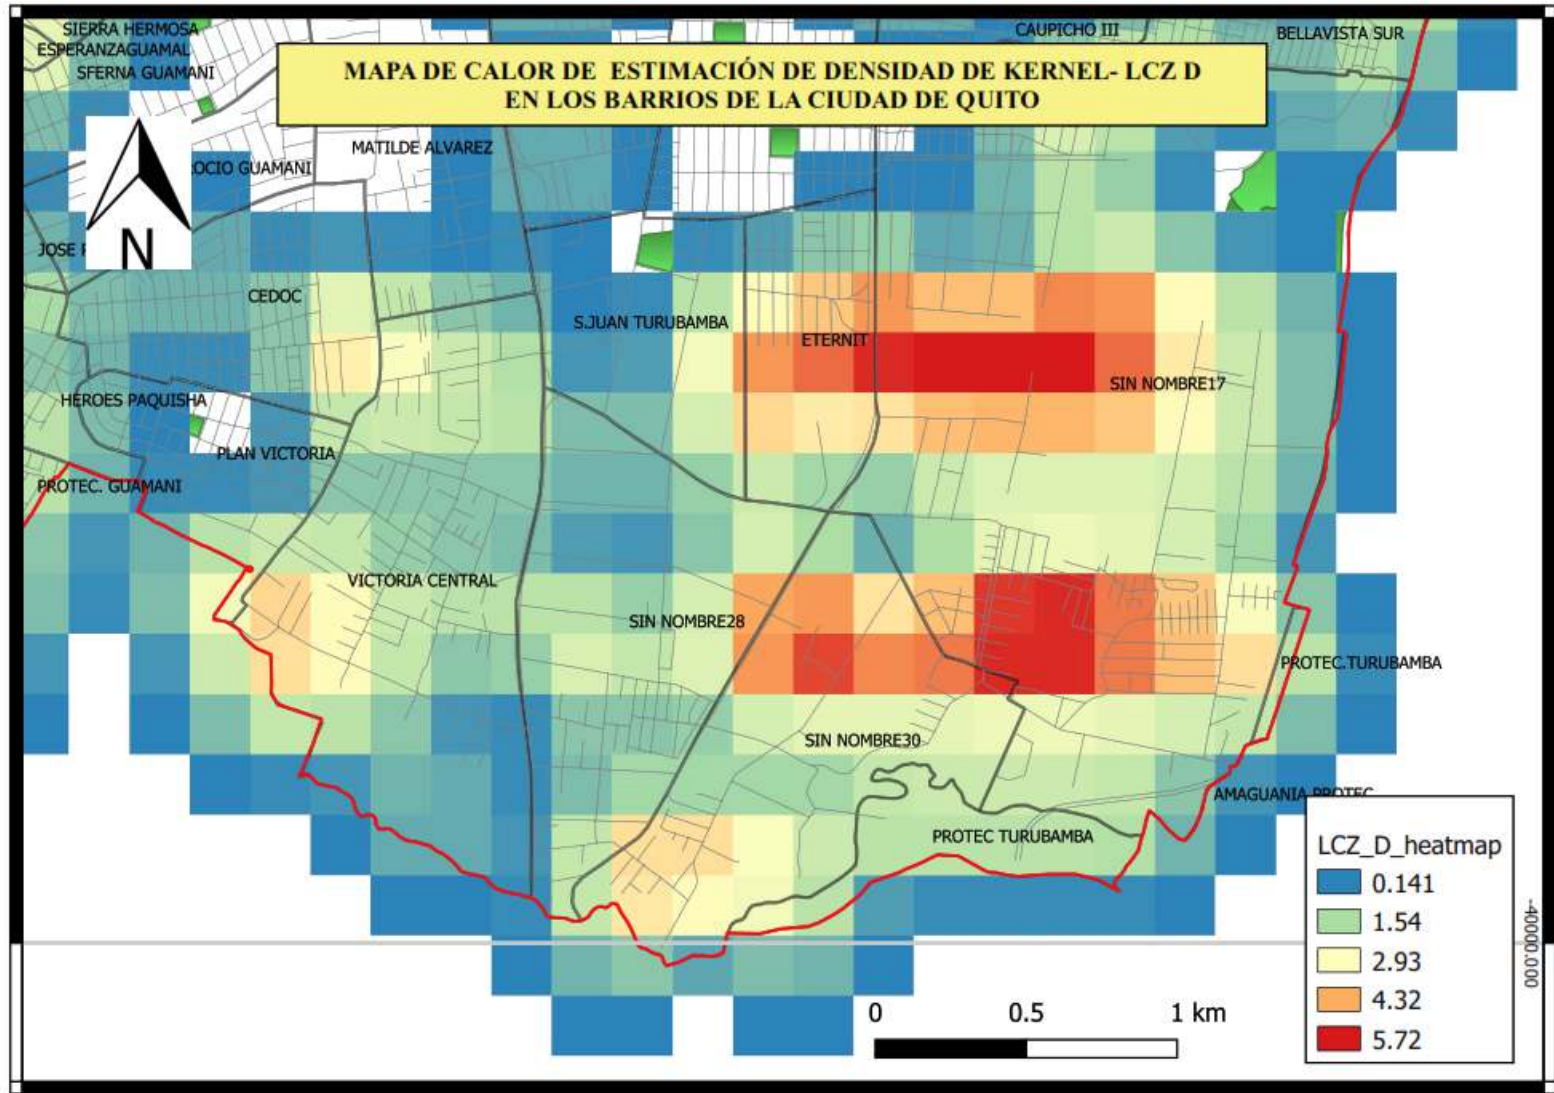 SIERRA HERMOSA
CAUPICHO III
BELLAVISTA SUR
ESPERANZAGUAMAL
SFERNA GUAMANI
MAPA DE CALOR DE ESTIMACIÓN DE DENSIDAD DE KERNEL- LCZ D
EN LOS BARRIOS DE LA CIUDAD DE QUITO
MATILDE ALVAREZ
GUAMANI
N
JOSE
CEDOC
S.JUAN TURUBAMBA
ETERNIT
SIN NOMBRE17
HEROES PAQUISHA
PLAN VICTORIA
PROTEC. GUAMANI
VICTORIA CENTRAL
SIN NOMBRE28
PROTEC.TURUBAMBA
SIN NOMBRE30
AMAGUANIA PROTEC
PROTEC TURUBAMBA
LCZ_D_heatmap
0.141
1.54
2.93
4.32
5.72
-40000.000
0 0.5 1 km